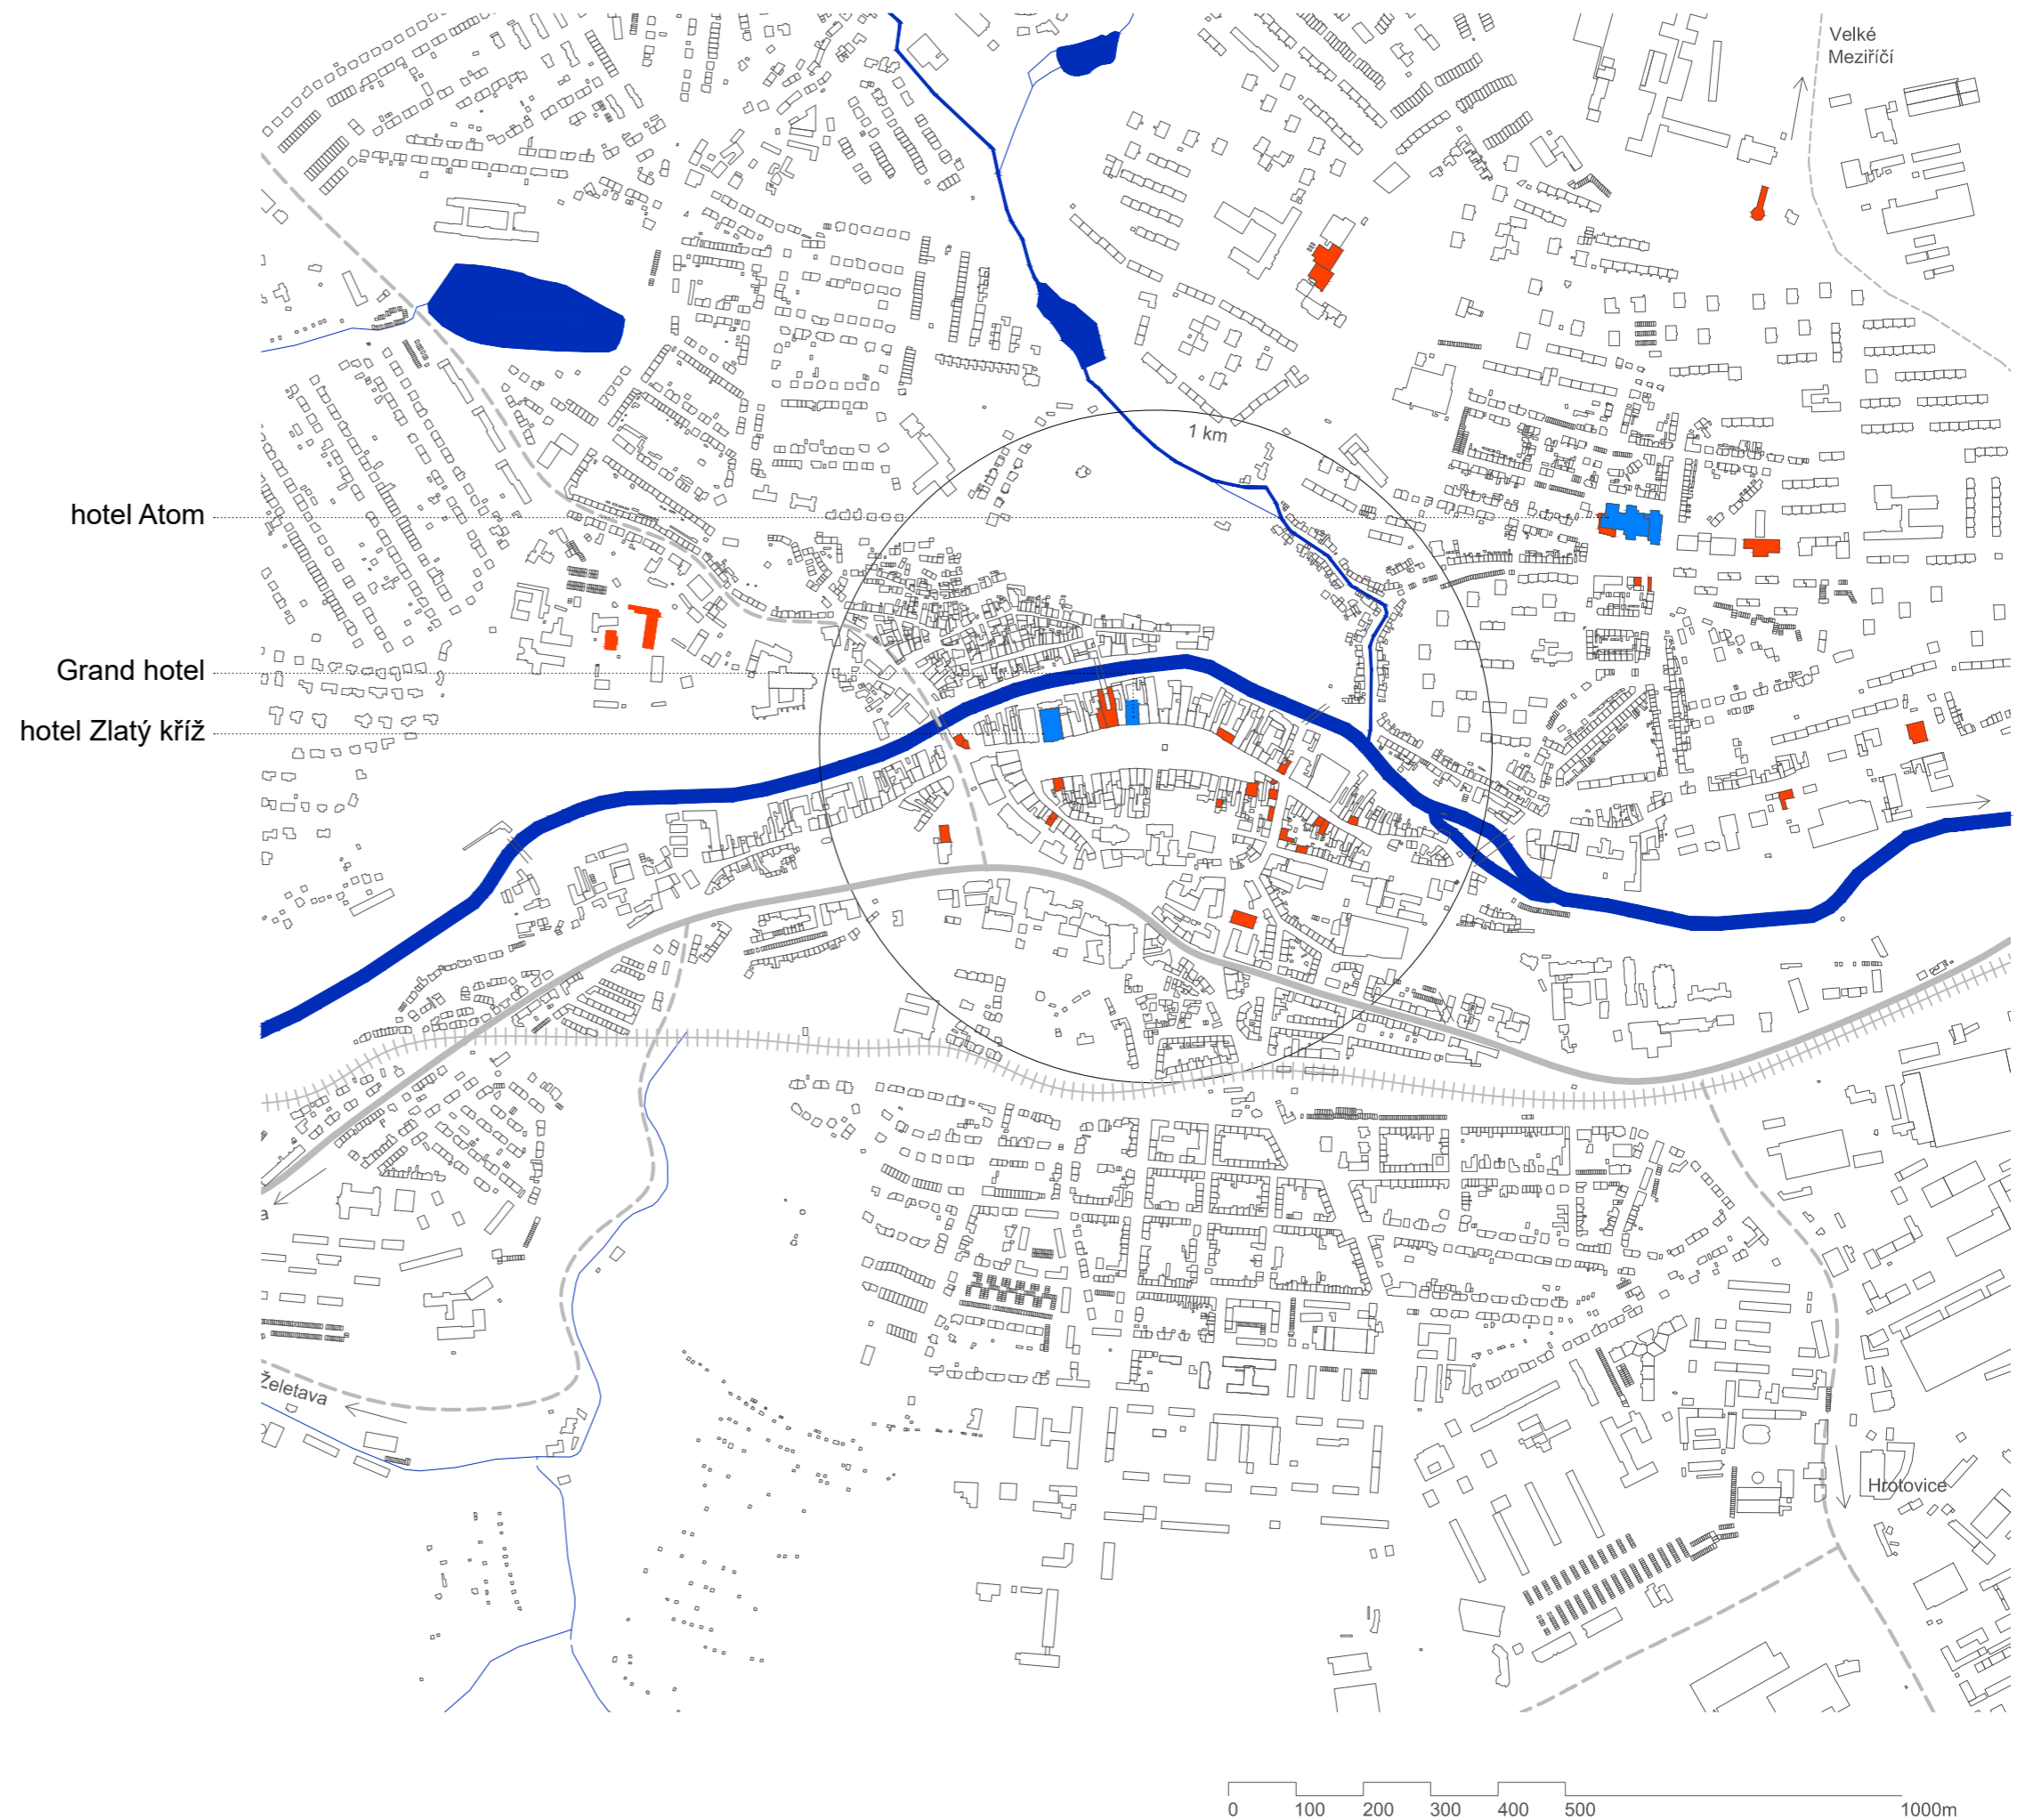 Velké
Meziříčí
1 km
hotel Atom
Grand hotel
hotel Zlatý kříž
a
Želetava
Hrotovice
0 100 200 300 400 500 1000m